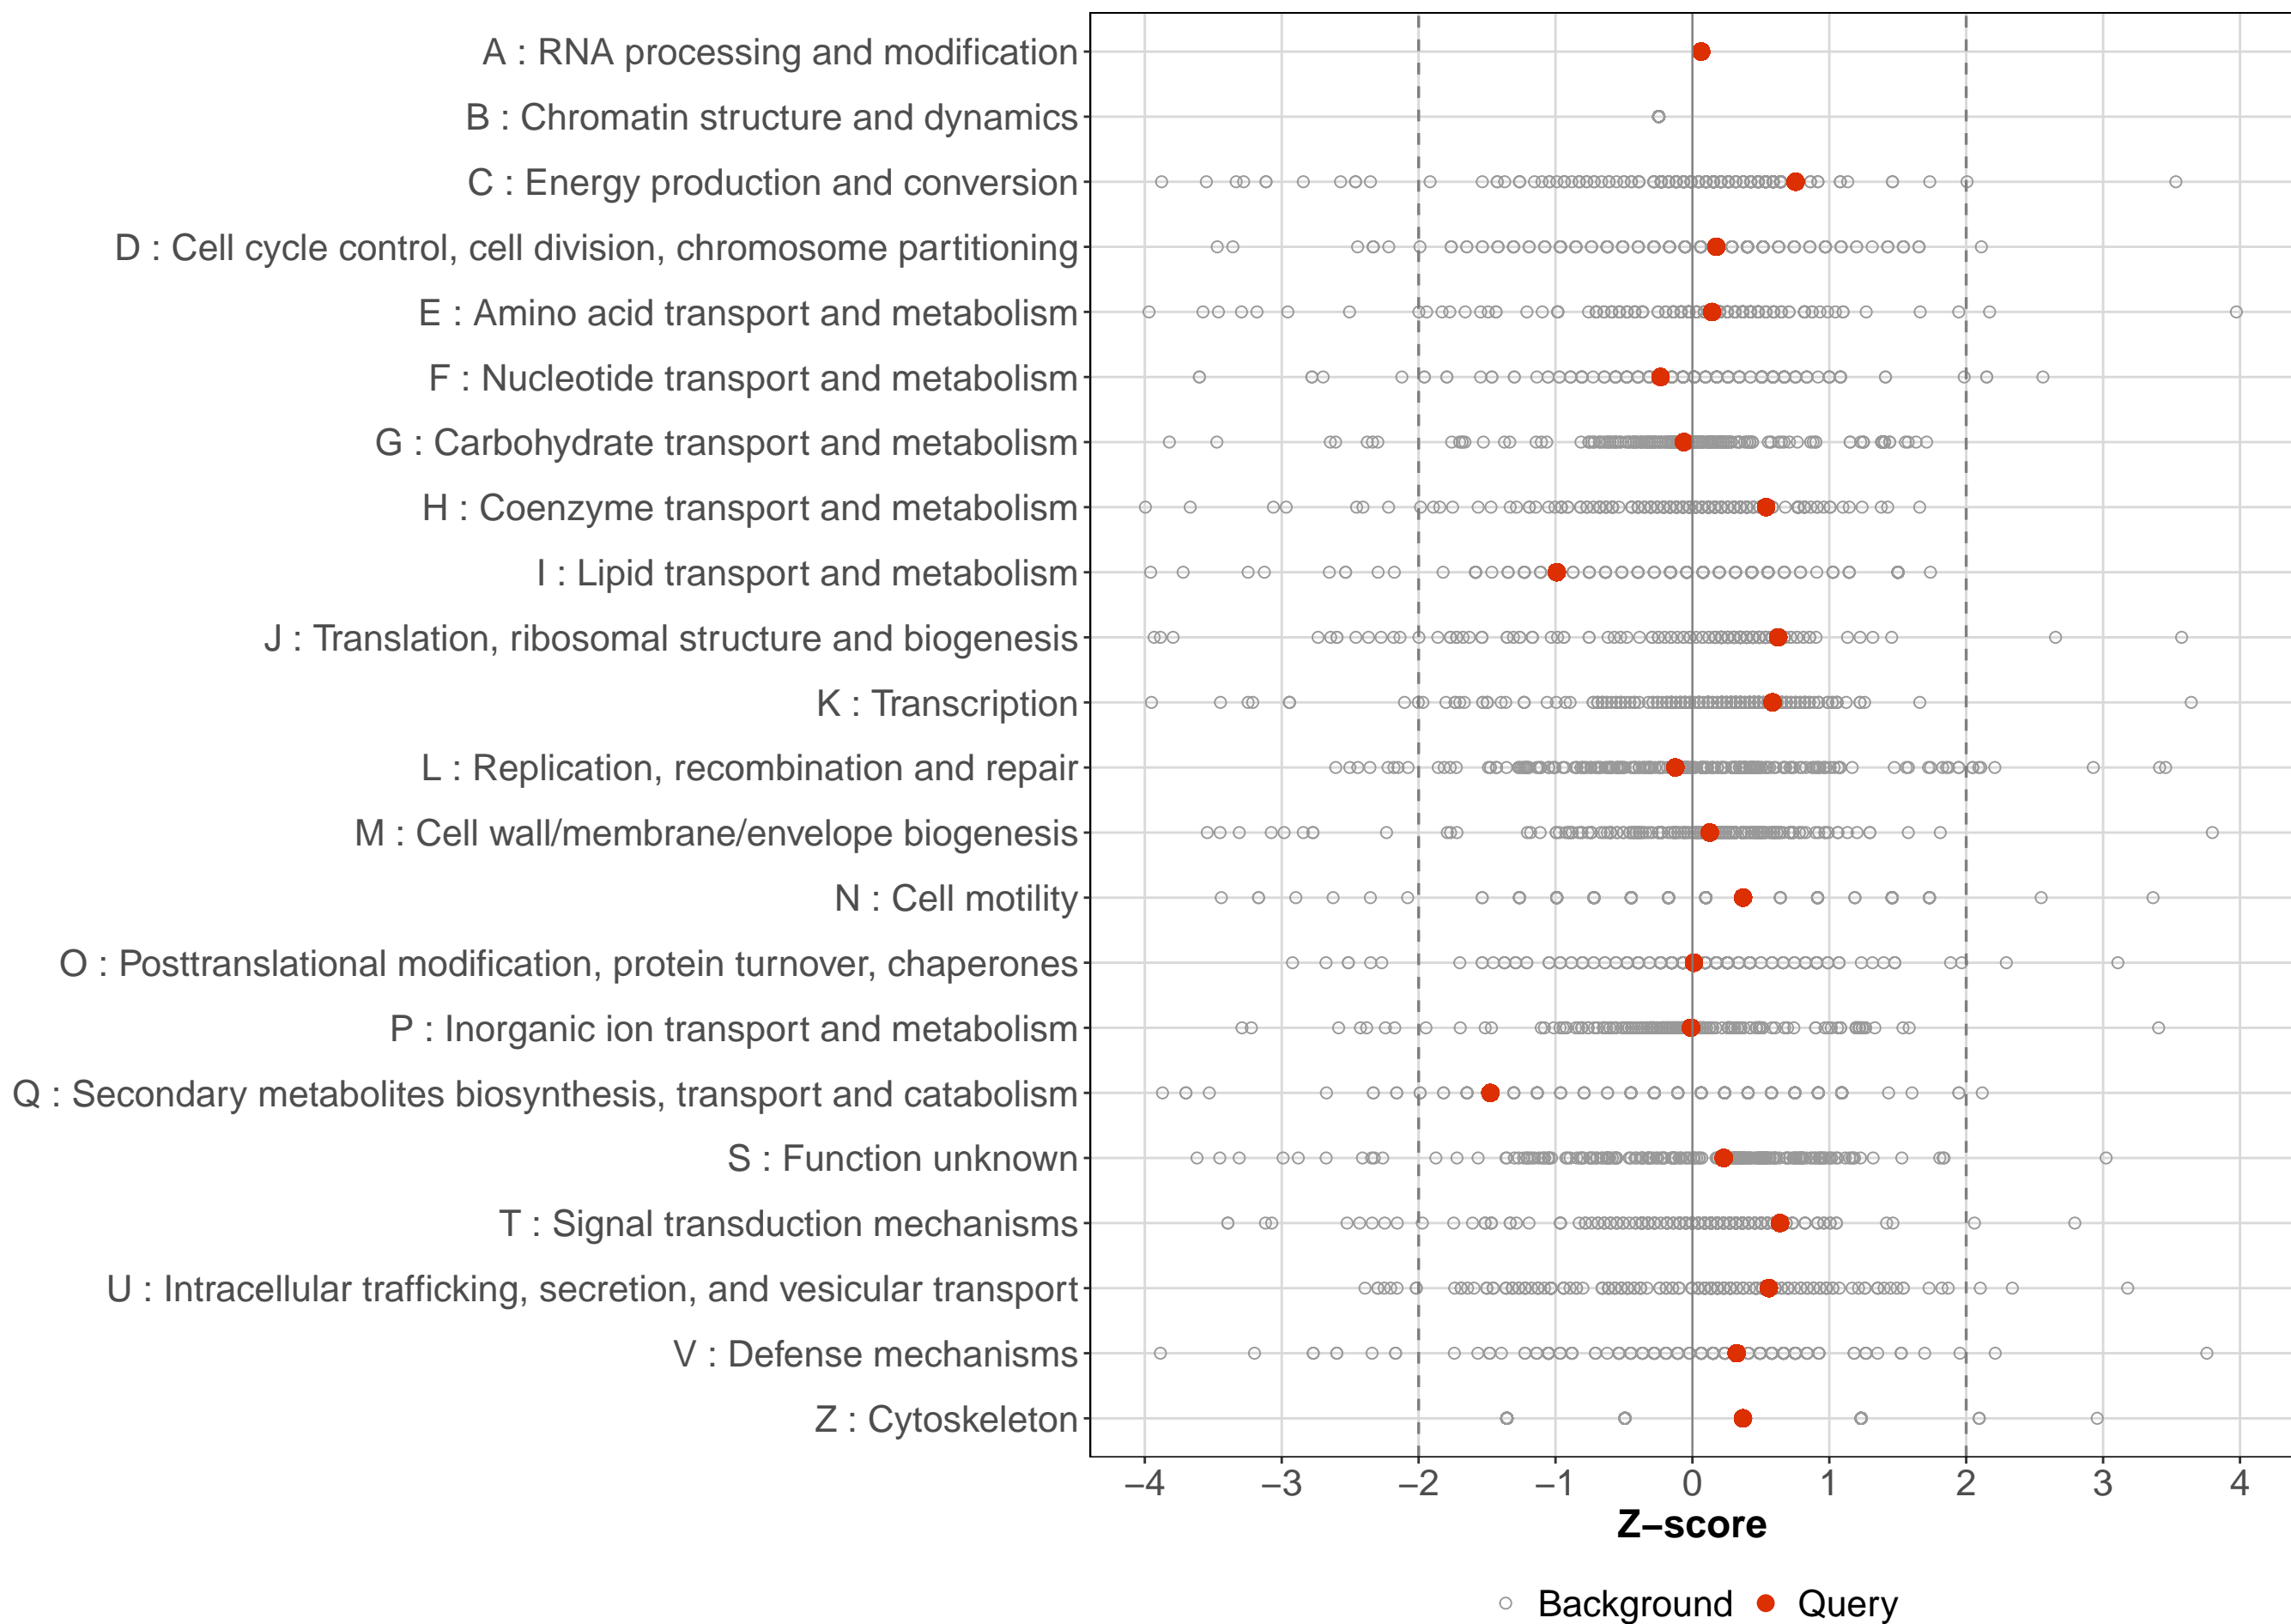 A : RNA processing and modification
B : Chromatin structure and dynamics
C : Energy production and conversion
D : Cell cycle control, cell division, chromosome partitioning
E : Amino acid transport and metabolism
F : Nucleotide transport and metabolism
G : Carbohydrate transport and metabolism
H : Coenzyme transport and metabolism
I : Lipid transport and metabolism
J : Translation, ribosomal structure and biogenesis
K : Transcription
L : Replication, recombination and repair
M : Cell wall/membrane/envelope biogenesis
N : Cell motility
O : Posttranslational modification, protein turnover, chaperones
P : Inorganic ion transport and metabolism
Q : Secondary metabolites biosynthesis, transport and catabolism
S : Function unknown
T : Signal transduction mechanisms
U : Intracellular trafficking, secretion, and vesicular transport
V : Defense mechanisms
Z : Cytoskeleton
−4 −3 −2 −1 0 1 2 3 4
Z−score
Background Query